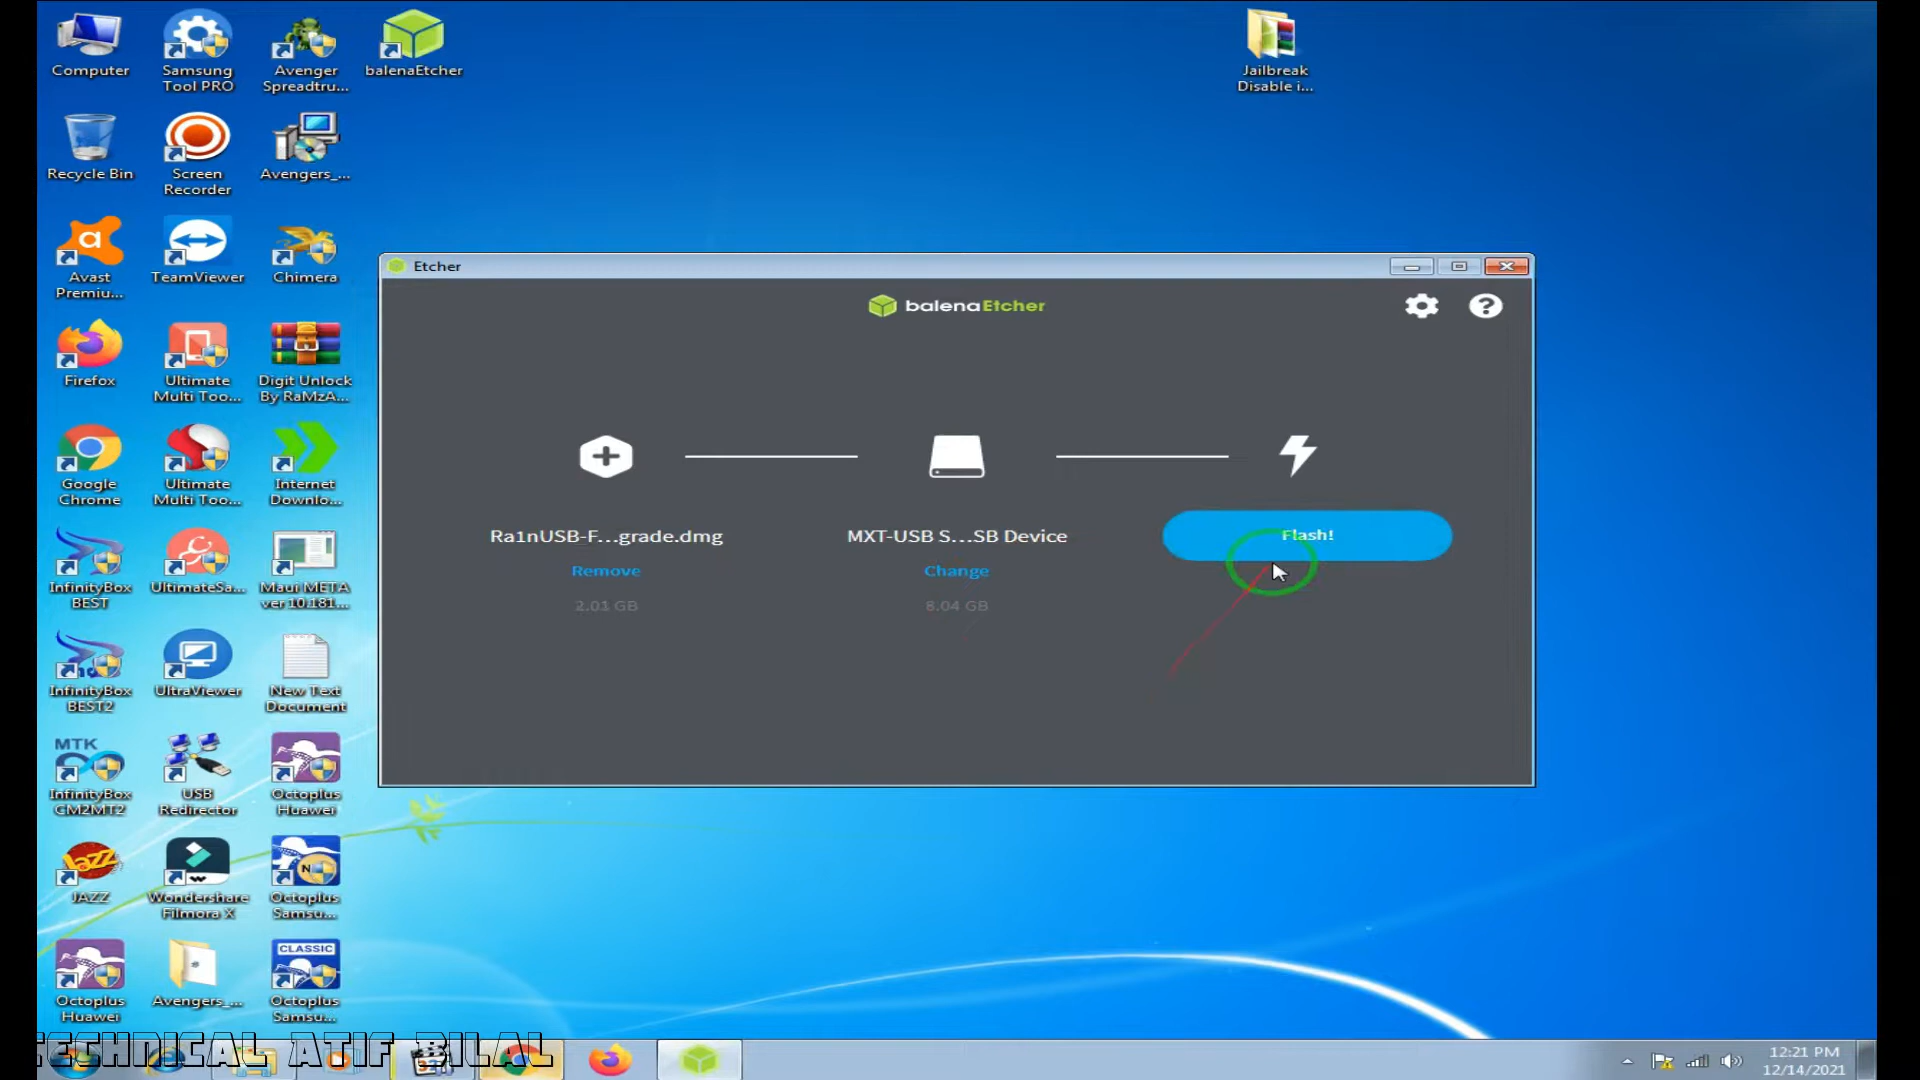 Computer
Samsung
Tool PRO
Avenger
Spreadtru...
balenaEtcher
Jailbreak
Disable i...
Recycle Bin
Screen
Recorder
Avengers_...
Avast
Premiu...
TeamViewer
Chimera
Firefox
Ultimate
Multi Too...
Digit Unlock
By RaMzA...
Google
Chrome
Ultimate
Multi Too...
Internet
Downlo...
InfinityBox
BEST
UltimateSa...
Maui META
ver 10.181...
InfinityBox
BEST2
UltraViewer
New Text
Document
MTK
InfinityBox
CM2MT2
USB
Redirector
Octoplus
Huawei
JAZZ
Wondershare
Filmora X
Octoplus
Samsu...
Octoplus
Huawei
Avengers_...
CLASSIC
Octoplus
Samsu...
Etcher
balenaEtcher
Ra1nUSB-F...grade.dmg
MXT-USB S...SB Device
Flash!
Remove
Change
2.01 GB
8.04 GB
TECHNICAL ATIF BILAL
12:21 PM
12/14/2021